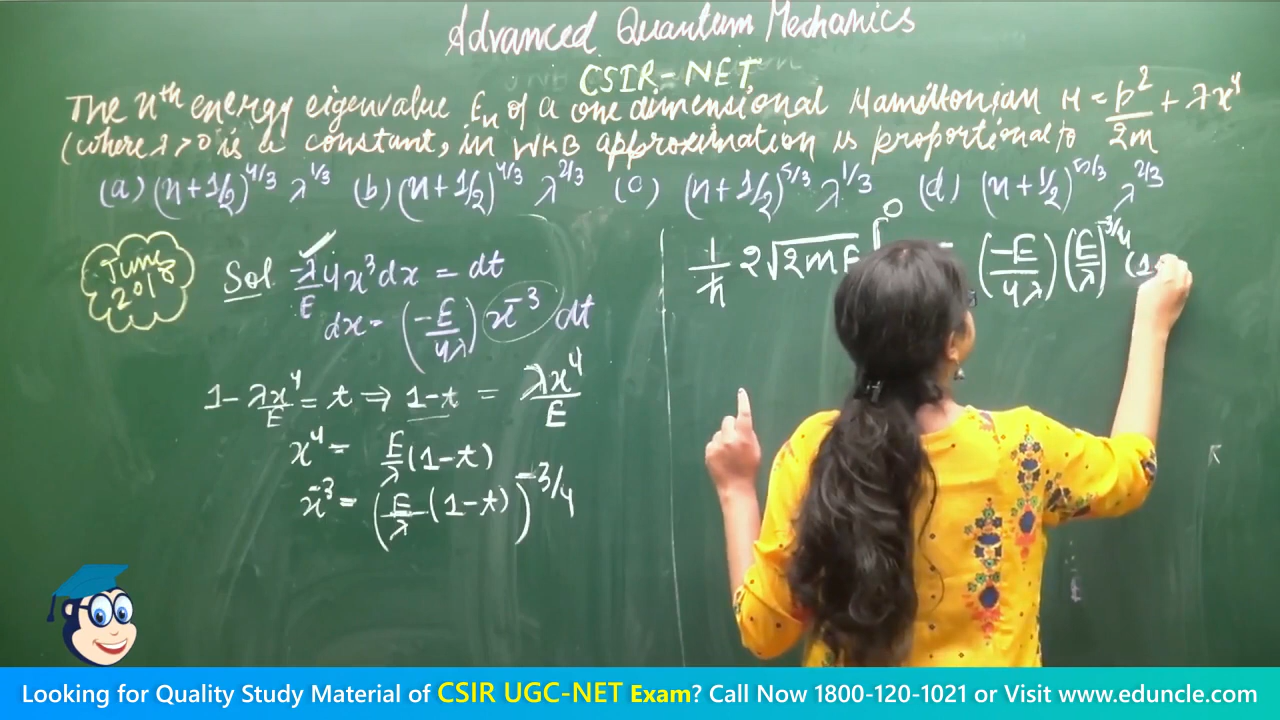 Advanced Quantum Mechanics
CSIR-NET
The nth energy eigenvalue En of a one dimensional Hamiltonian H = p²/2m + λx⁴
(where λ>0 is a constant, in WKB approximation is proportional to
(a) (n+1/2)^4/3 λ^1/3 (b) (n+1/2)^4/3 λ^2/3 (c) (n+1/2)^5/3 λ^1/3 (d) (n+1/2)^5/3 λ^2/3
June 2018
Sol -λ/E 4x³dx = dt
dx = (-E/4λ) x^-3 dt
1 - λx⁴/E = t ⇒ 1-t = λx⁴/E
x⁴ = E/λ (1-t)
x^-3 = (E/λ (1-t))^-3/4
1/ħ 2√2mE ∫ 0 (-E/4λ) (E/λ)^-3/4 (1-
Looking for Quality Study Material of CSIR UGC-NET Exam? Call Now 1800-120-1021 or Visit www.eduncle.com